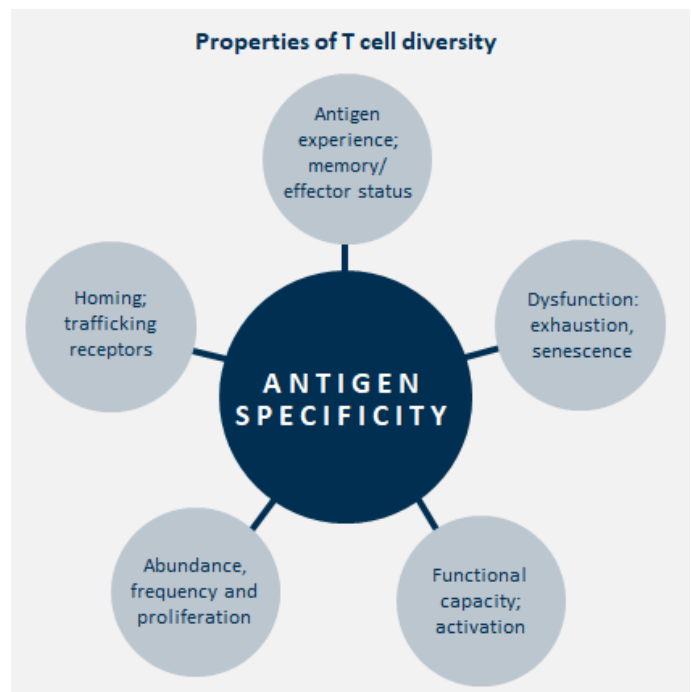 Properties of T cell diversity
Antigen
experience;
memory/
effector status
Homing;
trafficking
receptors
Dysfunction:
exhaustion,
senescence
ANTIGEN
SPECIFICITY
Abundance,
frequency and
proliferation
Functional
capacity;
activation